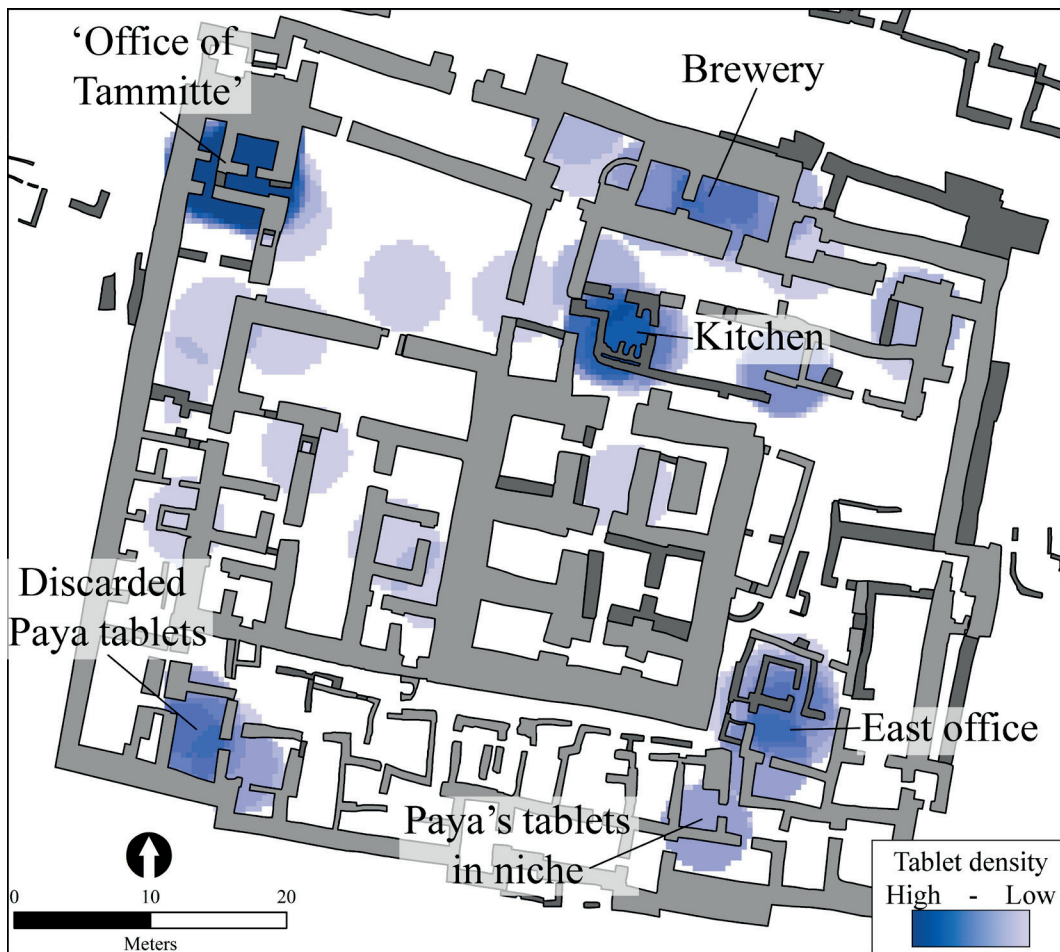 ‘Office of
Tammitte’
Brewery
Kitchen
Discarded
Paya tablets
East office
Paya’s tablets
in niche
Tablet density
High - Low
0 10 20
Meters